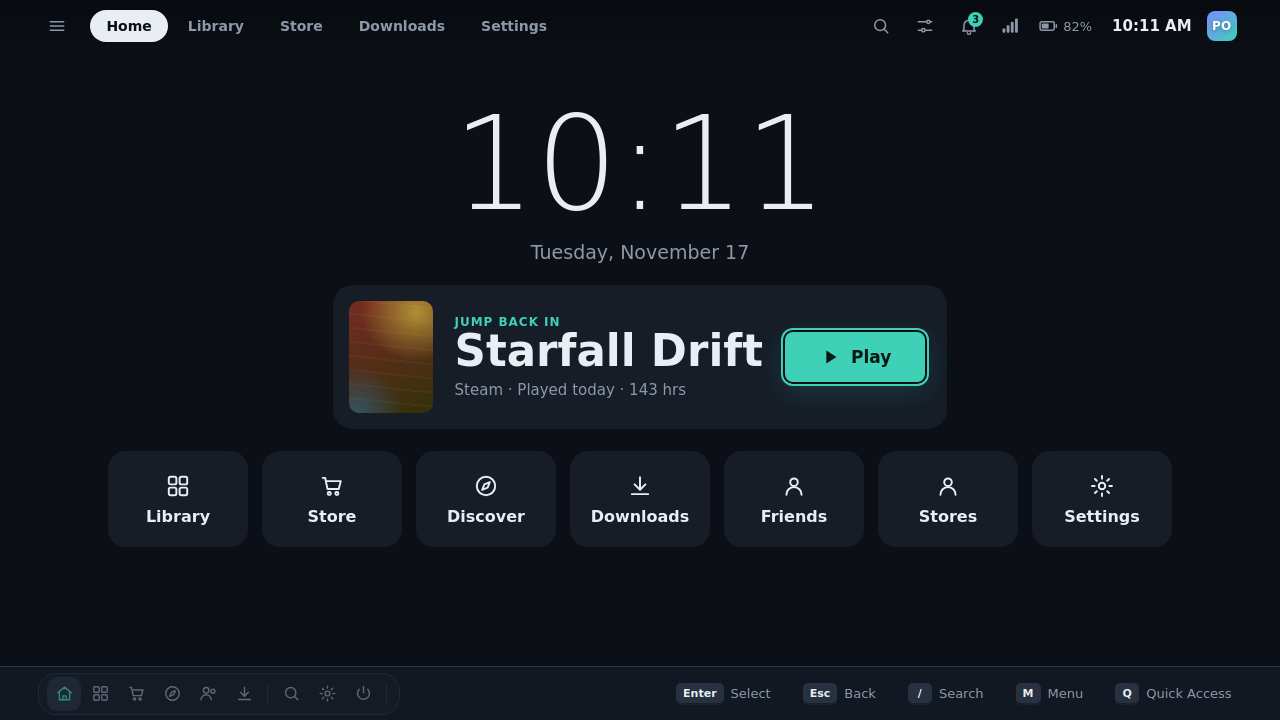 Home Library Store Downloads Settings 3 82% 10:11 AM PO
10:11
Tuesday, November 17
JUMP BACK IN
Starfall Drift
Steam · Played today · 143 hrs
Play
Library Store Discover Downloads Friends Stores Settings
Enter Select Esc Back / Search M Menu Q Quick Access